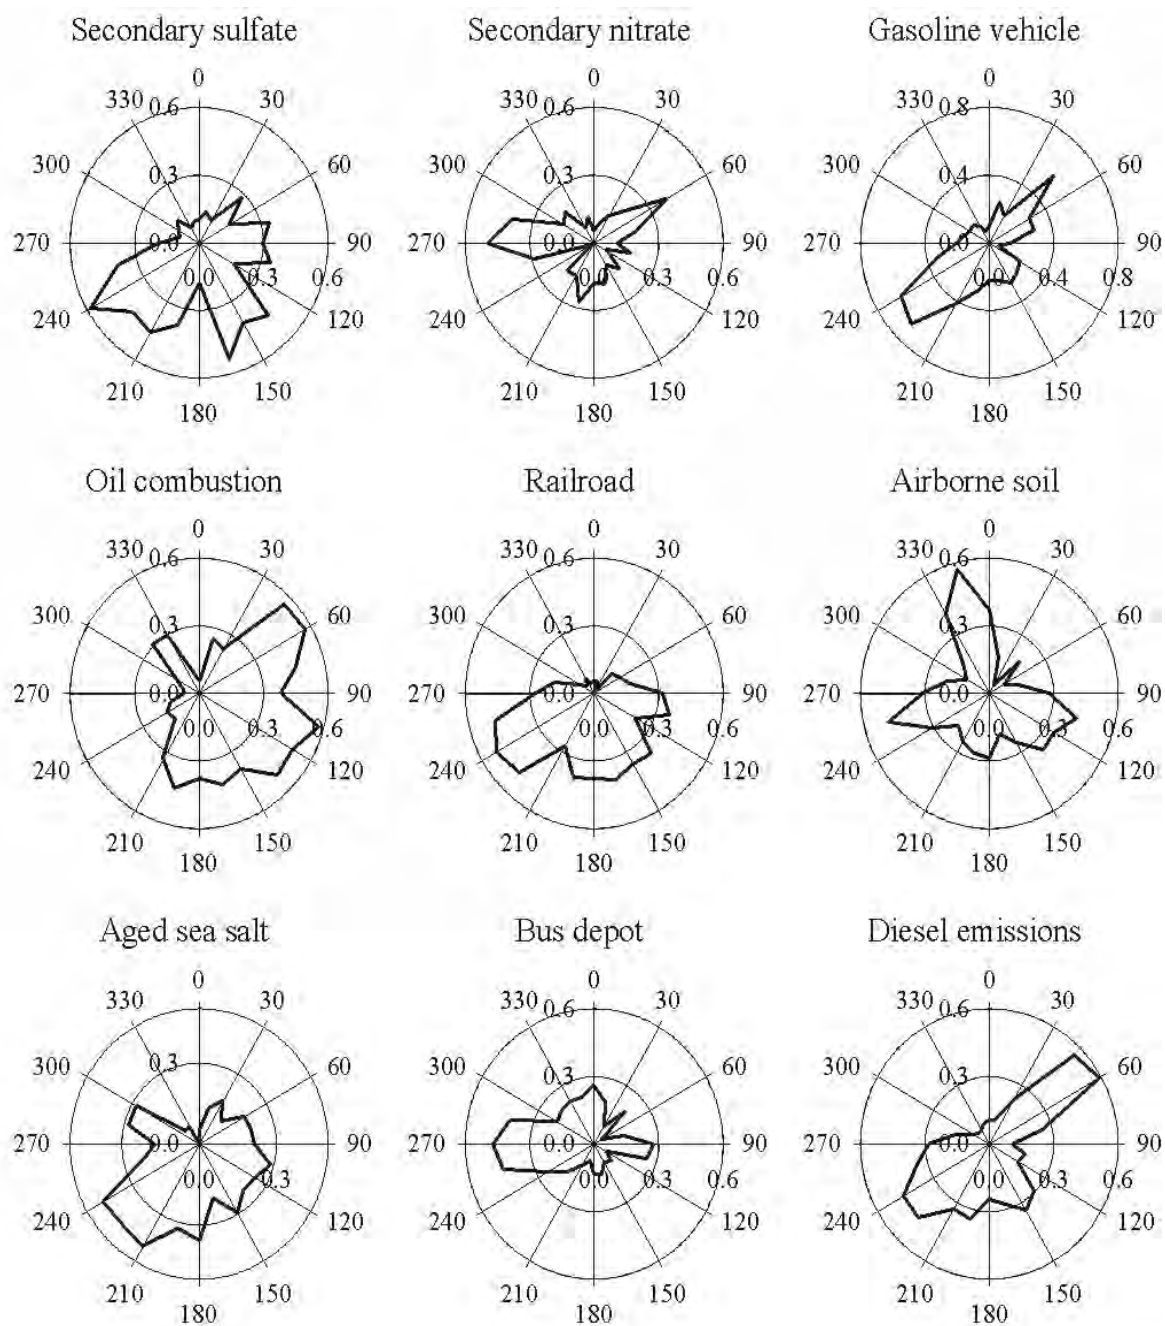 Secondary sulfate Secondary nitrate Gasoline vehicle
0 0 0
330 0.6 30 330 0.6 30 330 0.8 30
300 60 300 60 300 60
0.3 0.3 0.4
270 0.0 90 270 0.0 90 270 0.0 90
0.0 0.3 0.6 0.0 0.3 0.6 0.0 0.4 0.8
240 120 240 120 240 120
210 150 210 150 210 150
180 180 180
Oil combustion Railroad Airborne soil
0 0 0
330 0.6 30 330 0.6 30 330 0.6 30
300 60 300 60 300 60
0.3 0.3 0.3
270 0.0 90 270 0.0 90 270 0.0 90
0.0 0.3 0.6 0.0 0.3 0.6 0.0 0.3 0.6
240 120 240 120 240 120
210 150 210 150 210 150
180 180 180
Aged sea salt Bus depot Diesel emissions
0 0 0
330 30 330 0.6 30 330 0.6 30
300 60 300 60 300 60
0.3 0.3 0.3
270 0.0 90 270 0.0 90 270 0.0 90
0.0 0.3 0.0 0.3 0.6 0.0 0.3 0.6
240 120 240 120 240 120
210 150 210 150 210 150
180 180 180